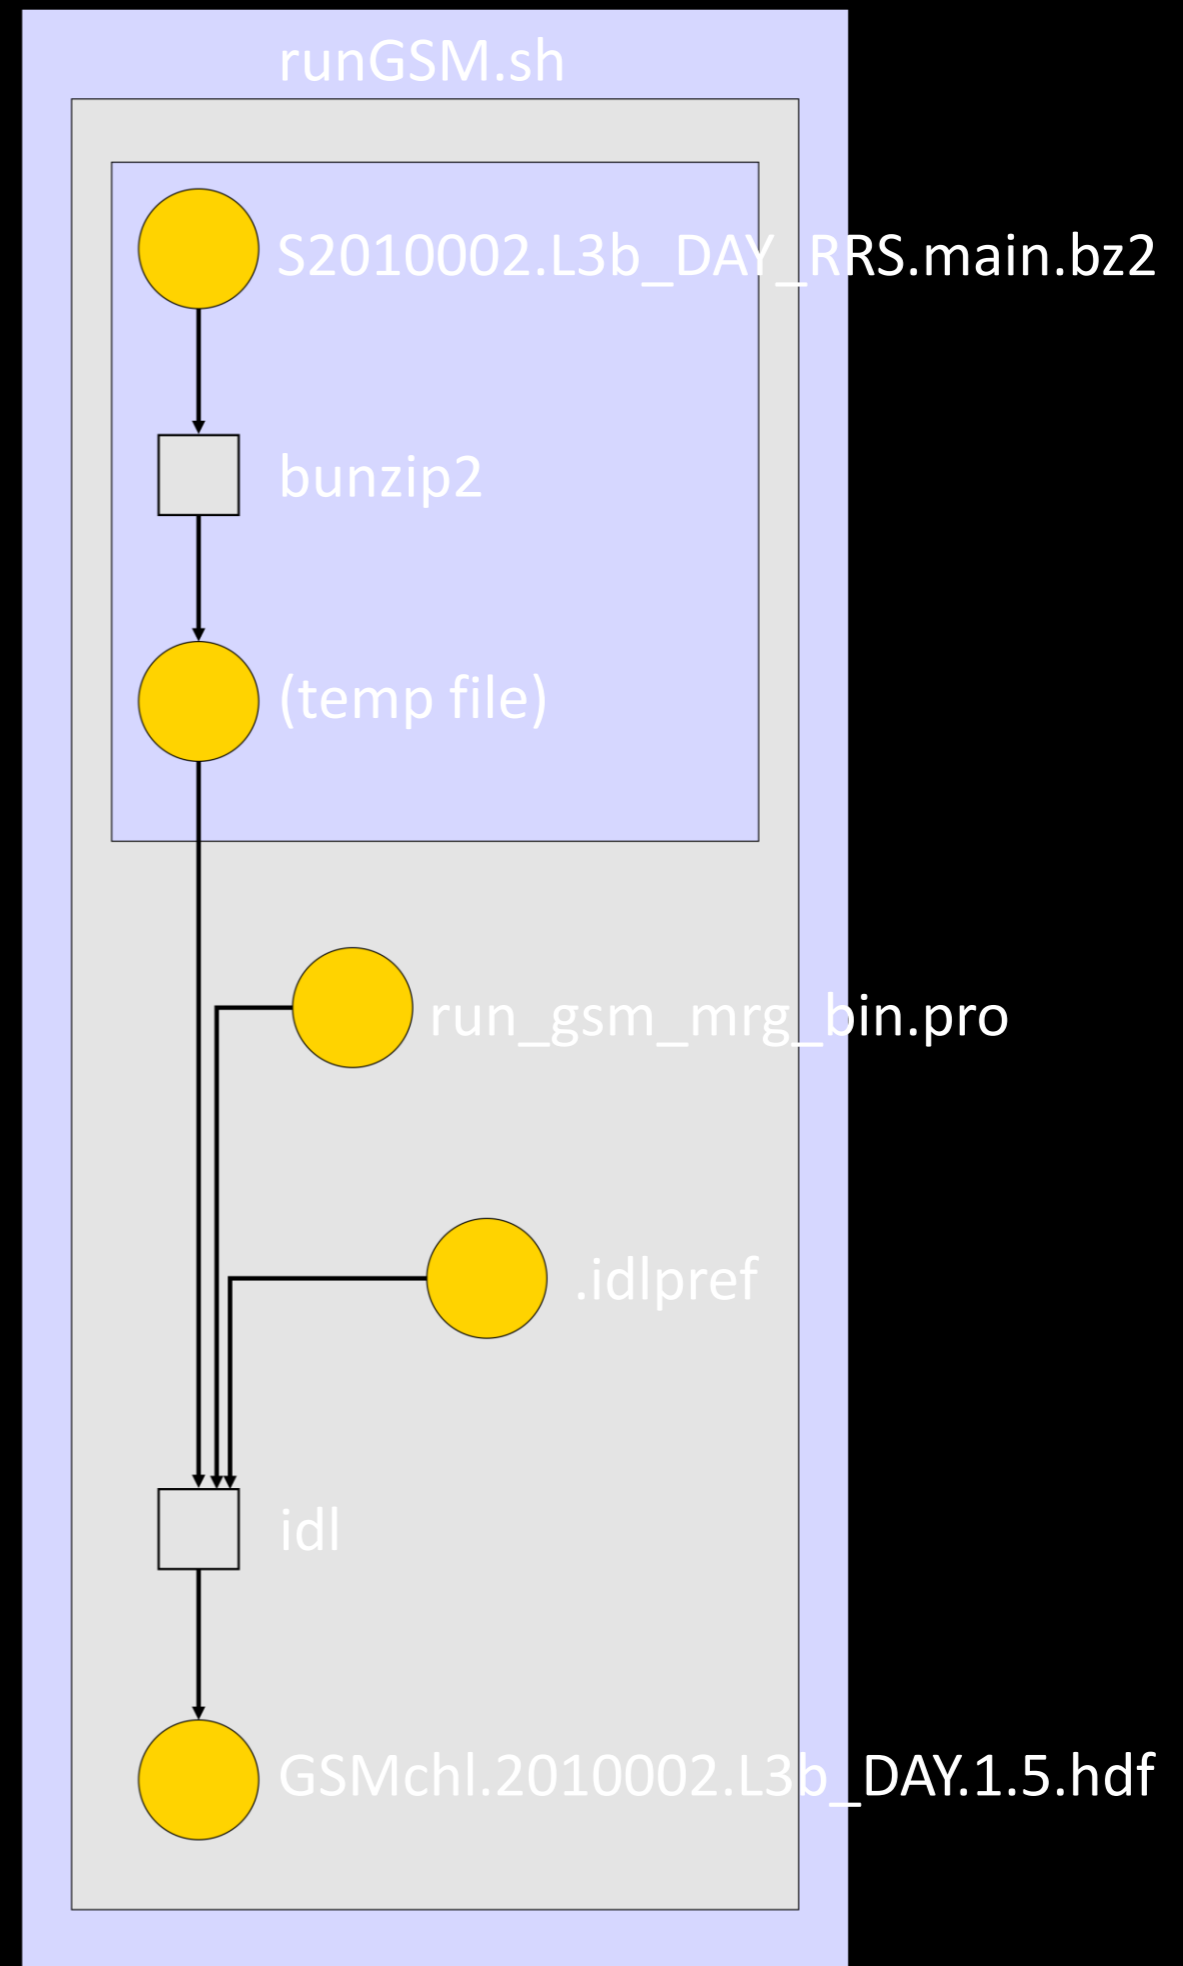 runGSM.sh
S2010002.L3b_DAY_RRS.main.bz2
bunzip2
(temp file)
run_gsm_mrg_bin.pro
.idlpref
idl
GSMchl.2010002.L3b_DAY.1.5.hdf